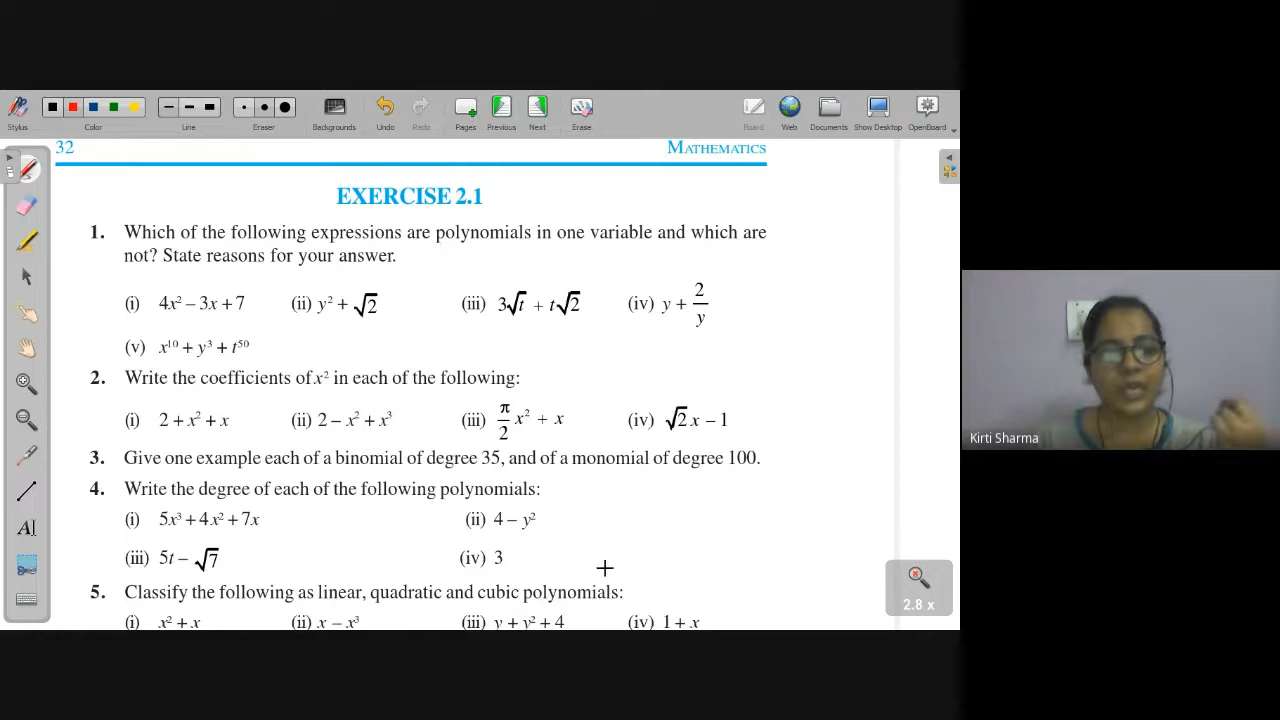 Stylus Color Line Eraser Backgrounds Undo Redo Pages Previous Next Erase Board Web Documents Show Desktop OpenBoard
32 MATHEMATICS
EXERCISE 2.1
1. Which of the following expressions are polynomials in one variable and which are
not? State reasons for your answer.
(i) 4x² – 3x + 7 (ii) y² + √2 (iii) 3√t + t√2 (iv) y + 2/y
(v) x¹⁰ + y³ + t⁵⁰
2. Write the coefficients of x² in each of the following:
(i) 2 + x² + x (ii) 2 – x² + x³ (iii) π/2 x² + x (iv) √2 x – 1
3. Give one example each of a binomial of degree 35, and of a monomial of degree 100.
4. Write the degree of each of the following polynomials:
(i) 5x³ + 4x² + 7x (ii) 4 – y²
(iii) 5t – √7 (iv) 3
5. Classify the following as linear, quadratic and cubic polynomials:
(i) x² + x (ii) x – x³ (iii) y + y² + 4 (iv) 1 + x
2.8 x
Kirti Sharma